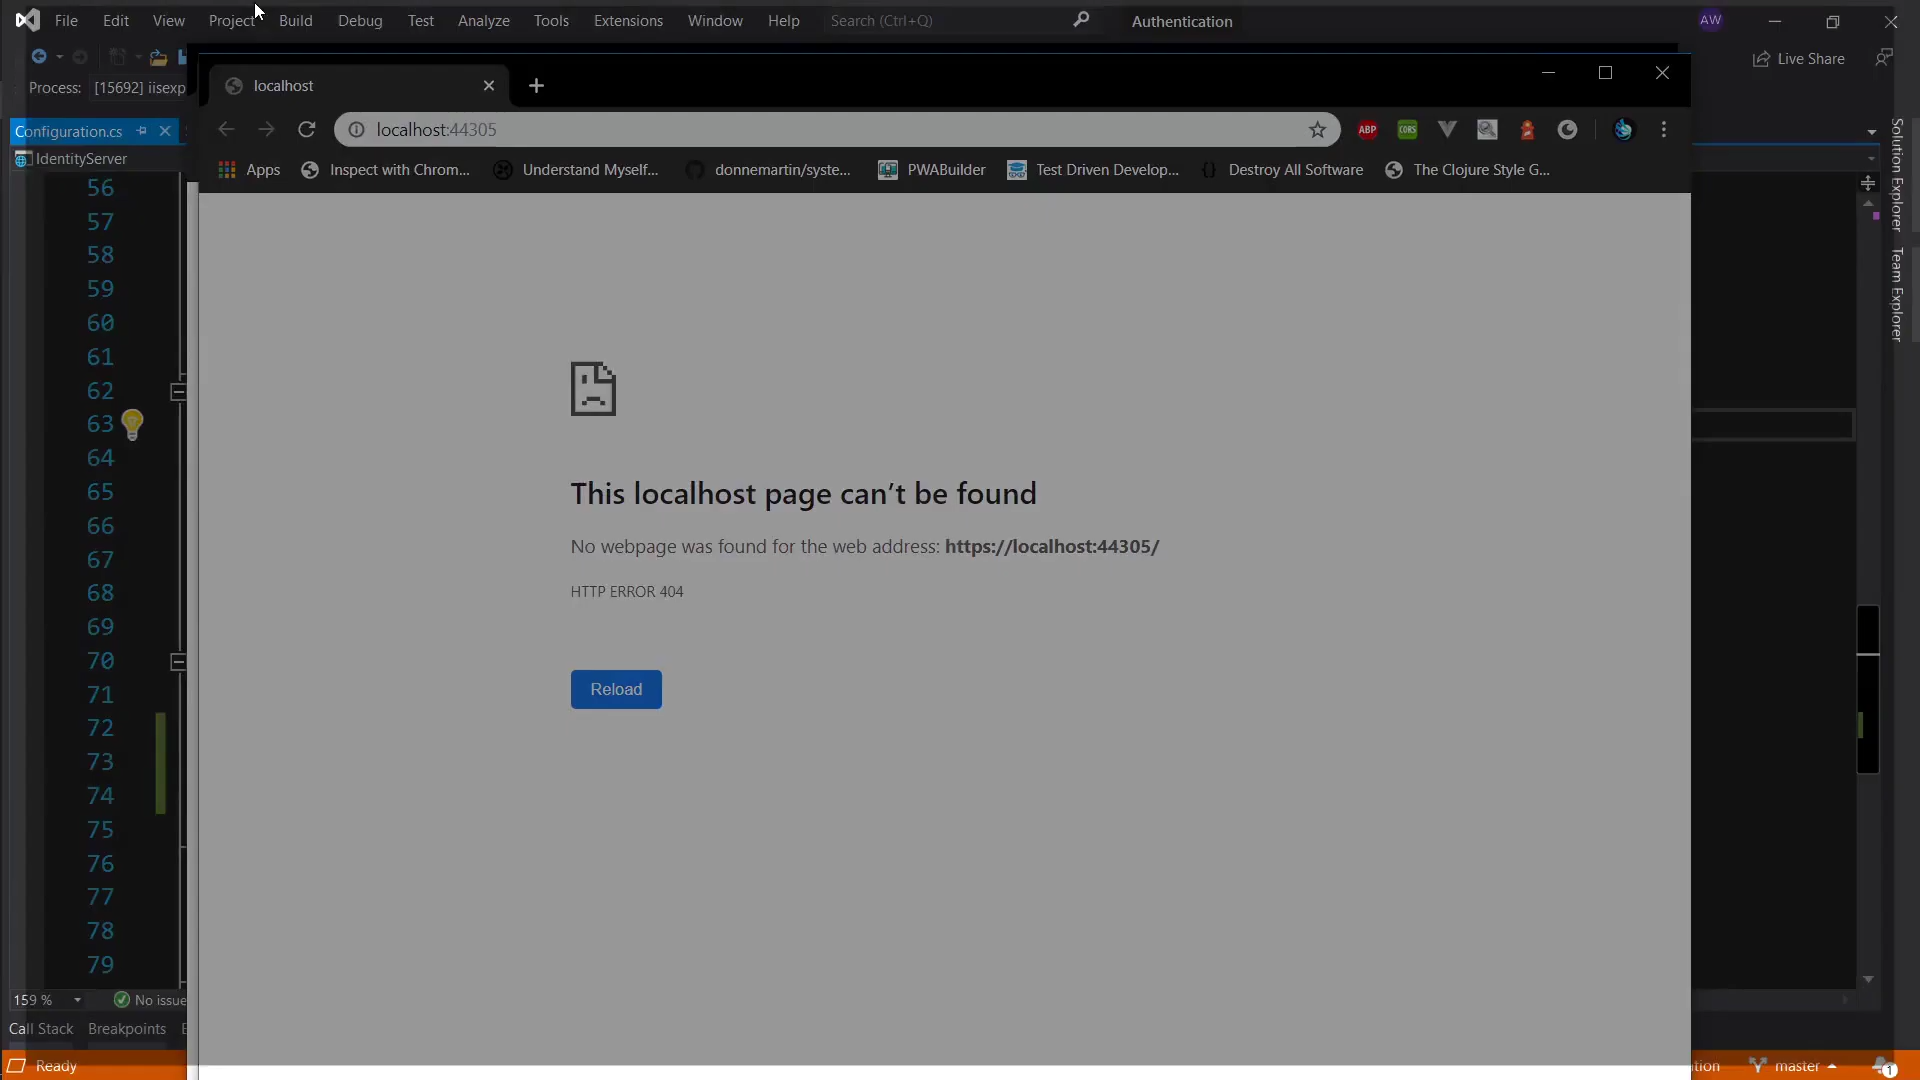 File Edit View Project Build Debug Test Analyze Tools Extensions Window Help Search (Ctrl+Q) Authentication AW
Live Share
Process: [15692] iisexp
localhost
localhost:44305
ABP CORS
Configuration.cs
IdentityServer
Apps Inspect with Chrom... Understand Myself... donnemartin/syste... PWABuilder Test Driven Develop... Destroy All Software The Clojure Style G...
Solution Explorer
Team Explorer
56
57
58
59
60
61
62
63
64
65
66
67
68
69
70
71
72
73
74
75
76
77
78
79
This localhost page can’t be found
No webpage was found for the web address: https://localhost:44305/
HTTP ERROR 404
Reload
159 % No issue
Call Stack Breakpoints E
Ready tion master 1